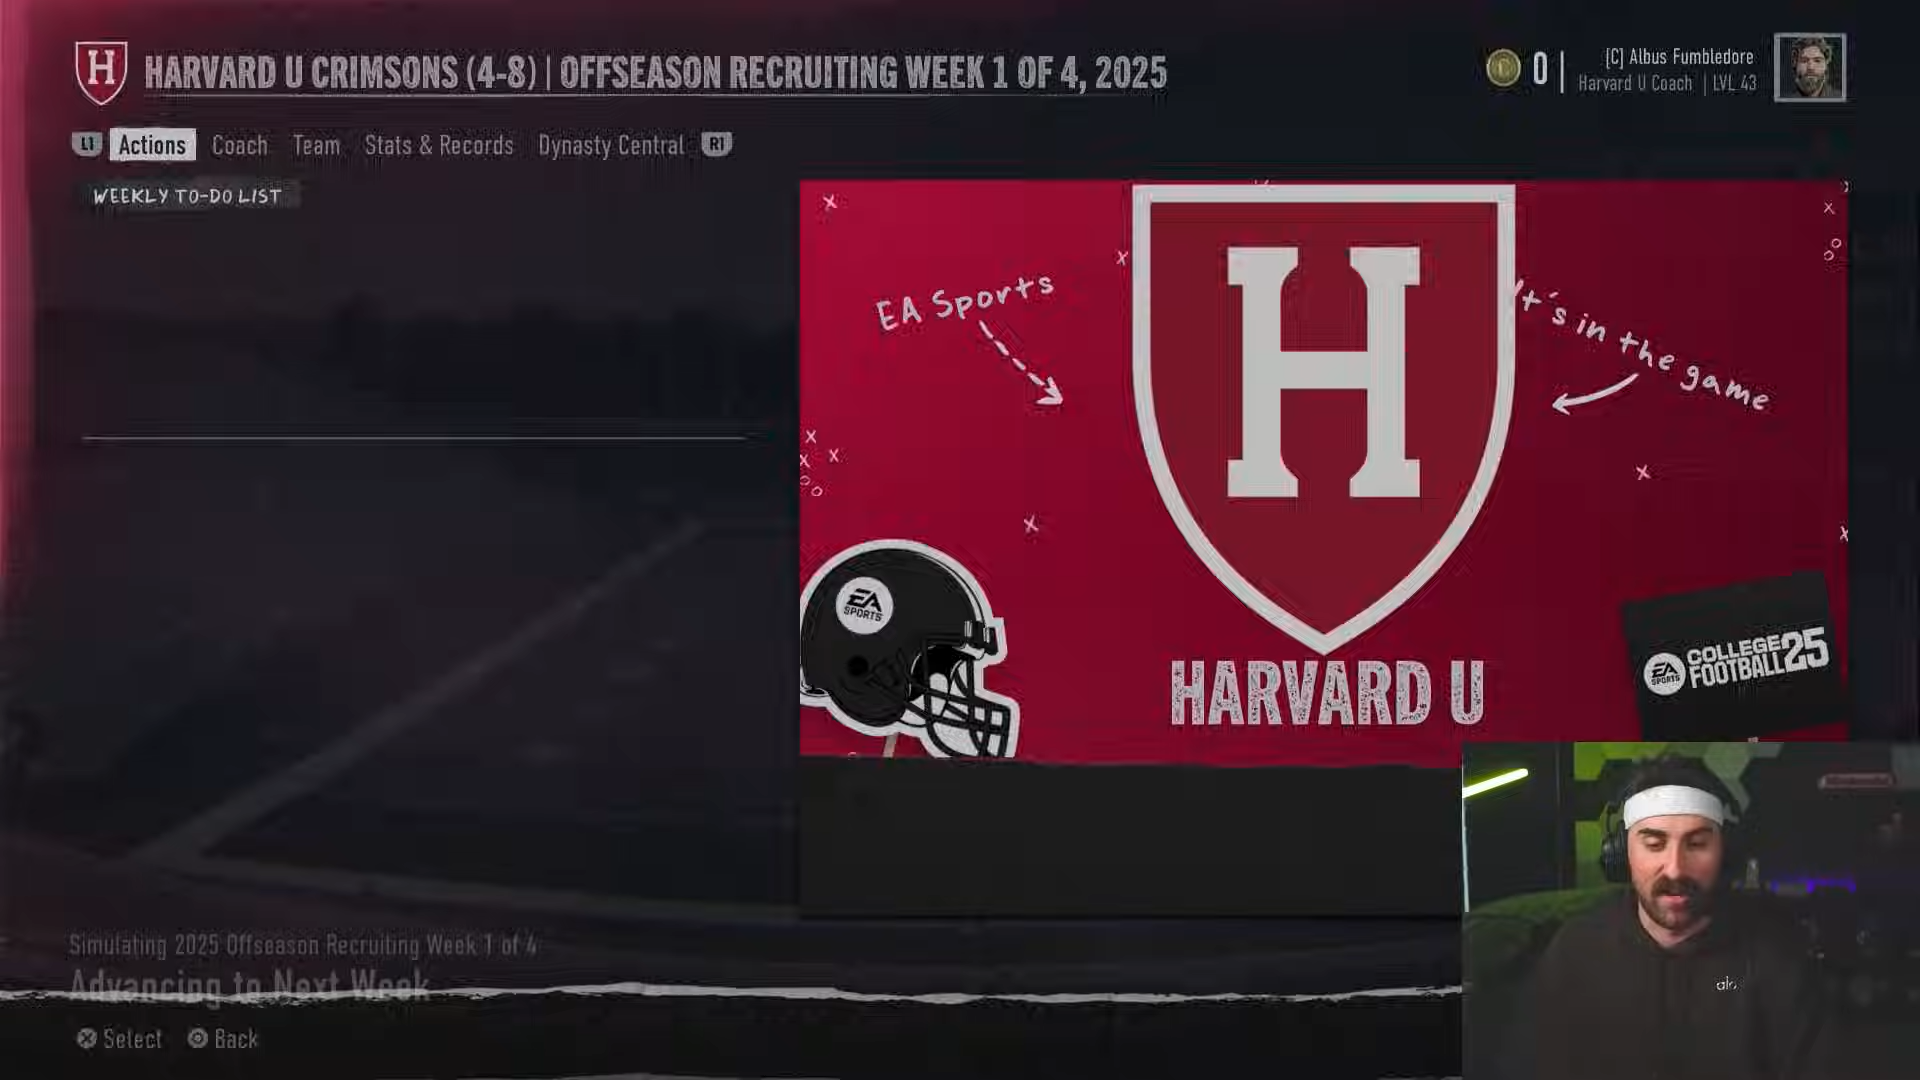 HARVARD U CRIMSONS (4-8) | OFFSEASON RECRUITING WEEK 1 OF 4, 2025
0 | [C] Albus Fumbledore
Harvard U Coach | LVL 43
L1 Actions Coach Team Stats & Records Dynasty Central R1
WEEKLY TO-DO LIST
H
EA Sports
It's in the game
H
EA
SPORTS
HARVARD U
EA
SPORTS
COLLEGE
FOOTBALL 25
Simulating 2025 Offseason Recruiting Week 1 of 4
Advancing to Next Week
Select Back